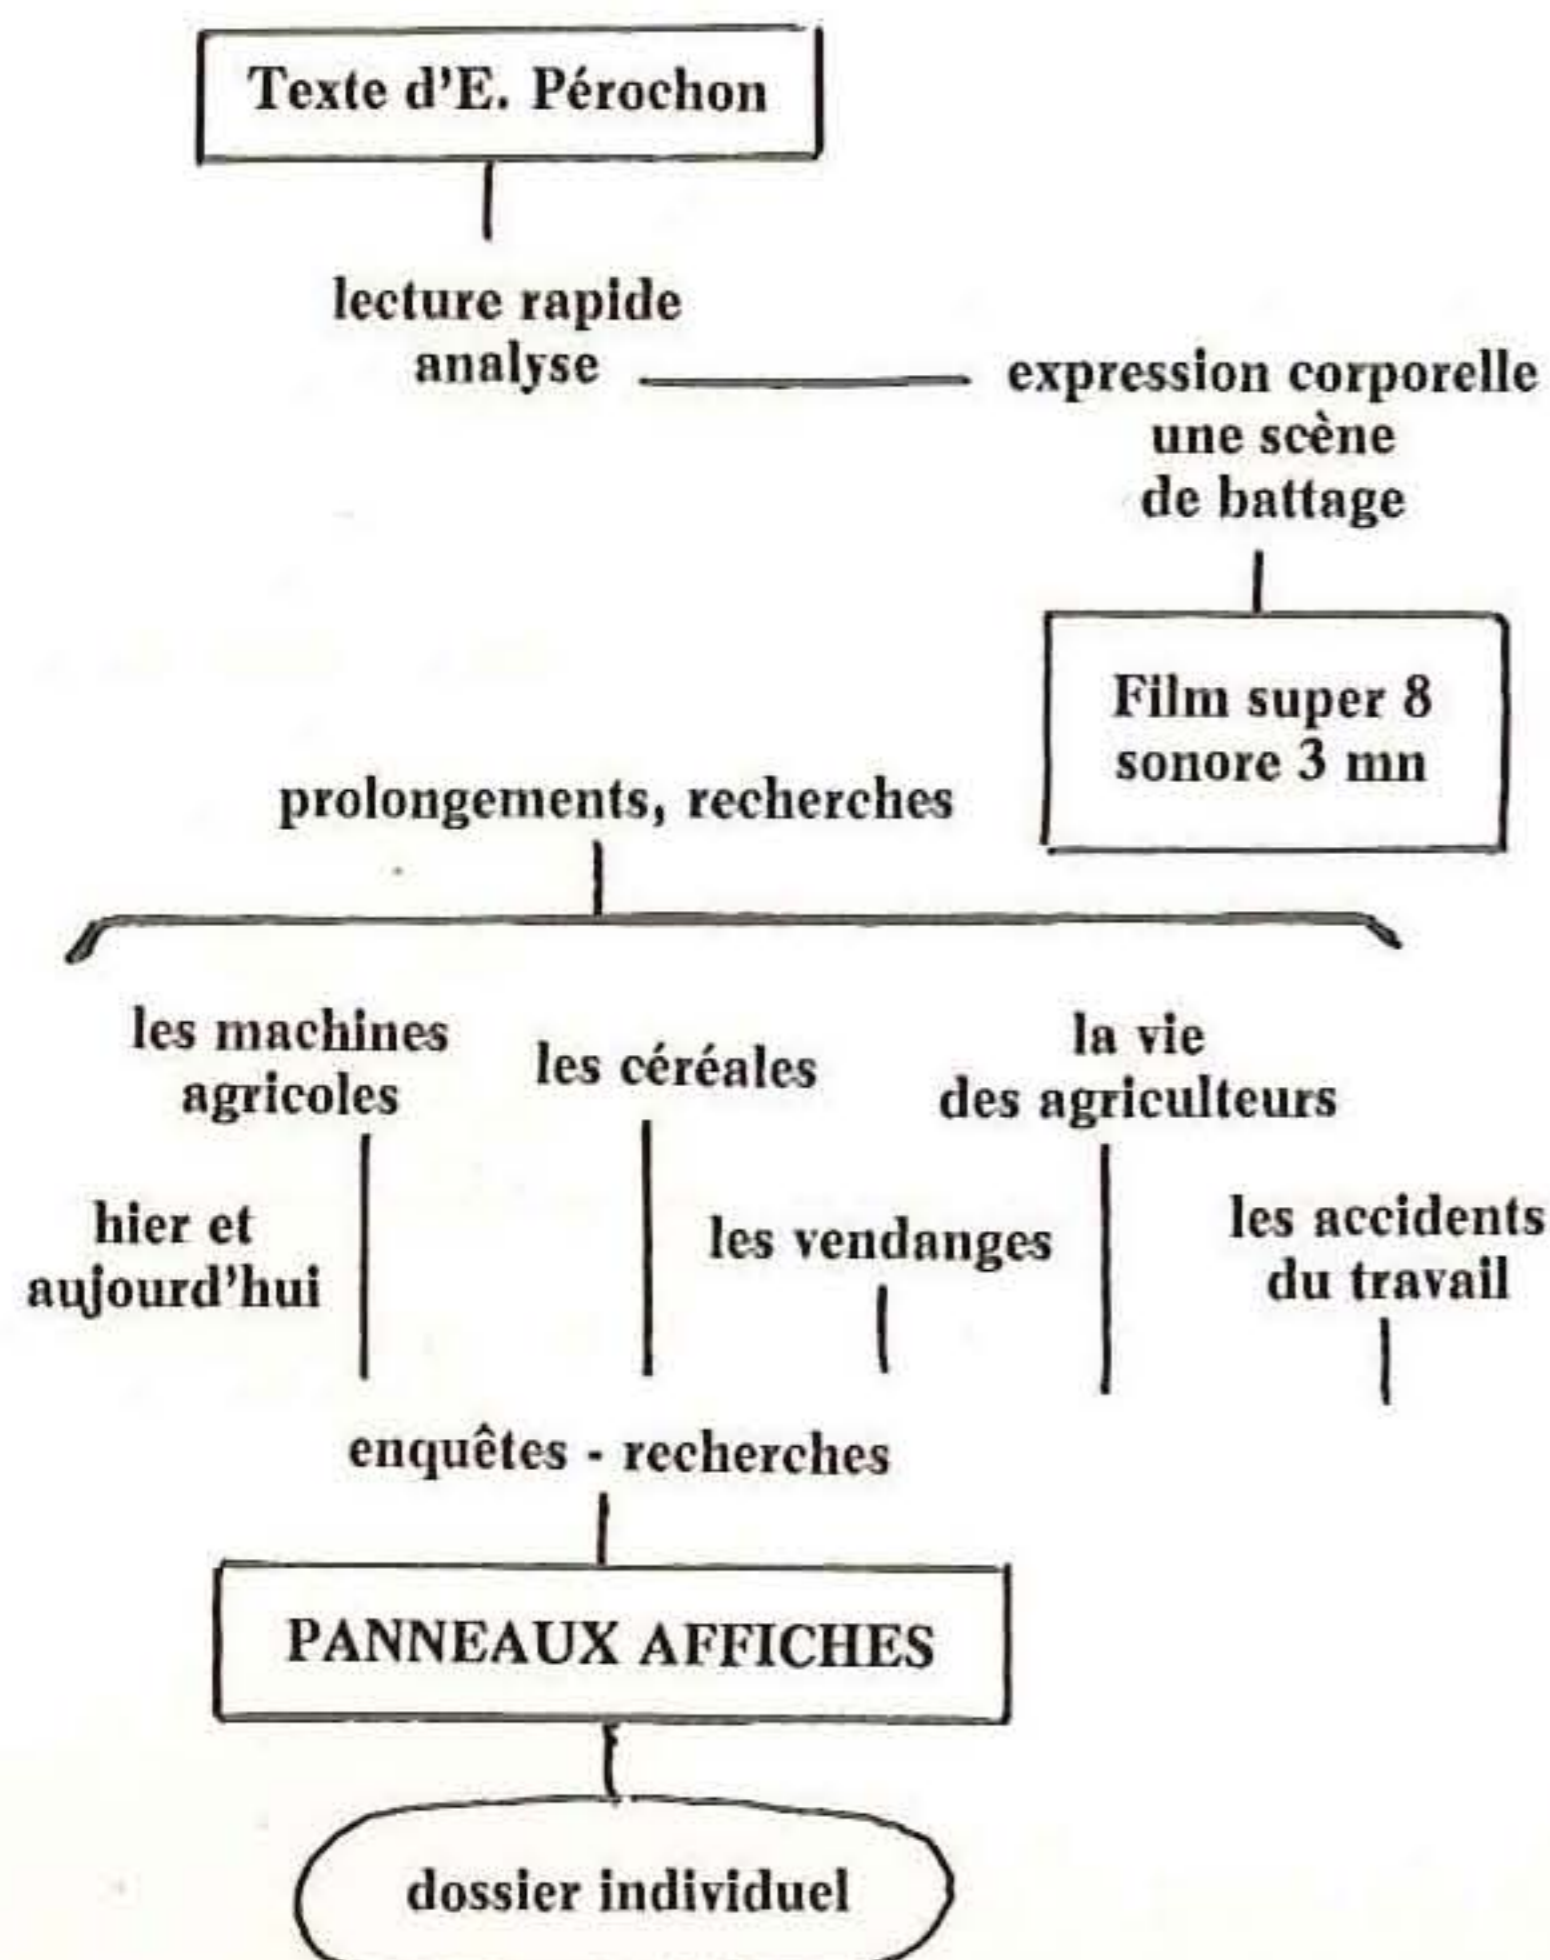 Texte d'E. Pérochon
lecture rapide
analyse
expression corporelle
une scène
de battage
Film super 8
sonore 3 mn
prolongements, recherches
les machines
agricoles
les céréales
la vie
des agriculteurs
hier et
aujourd'hui
les vendanges
les accidents
du travail
enquêtes - recherches
PANNEAUX AFFICHES
dossier individuel